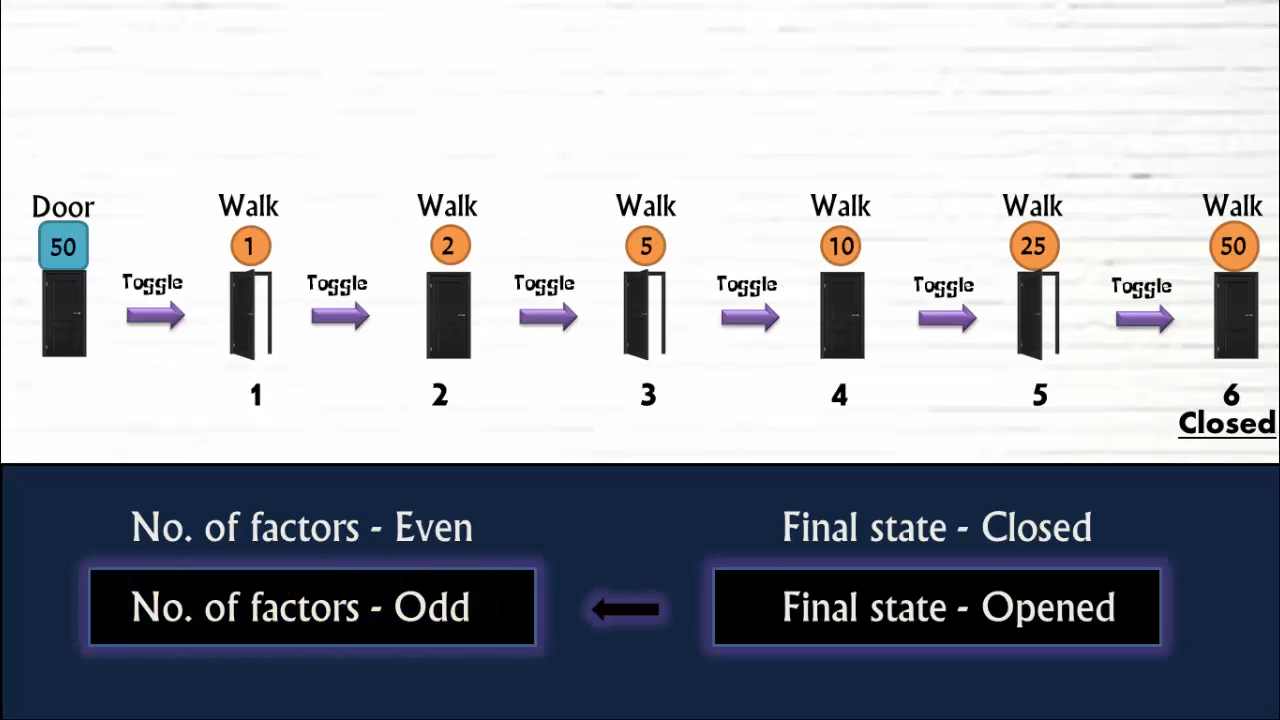 Door Walk Walk Walk Walk Walk Walk
50 1 2 5 10 25 50
Toggle Toggle Toggle Toggle Toggle Toggle
1 2 3 4 5 6
Closed
No. of factors - Even Final state - Closed
No. of factors - Odd Final state - Opened